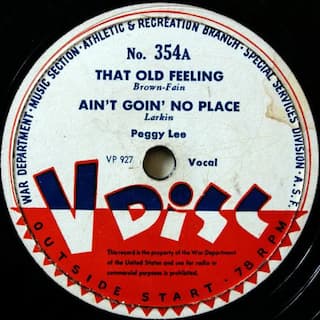 WAR DEPARTMENT · MUSIC SECTION · ATHLETIC & RECREATION BRANCH · SPECIAL SERVICES DIVISION · A.S.F.
No. 354A
THAT OLD FEELING
Brown-Fain
AIN'T GOIN' NO PLACE
Larkin
Peggy Lee
VP 927 Vocal
V DISC
This record is the property of the War Department
of the United States and use for radio or
commercial purposes is prohibited.
OUTSIDE START - 78 RPM